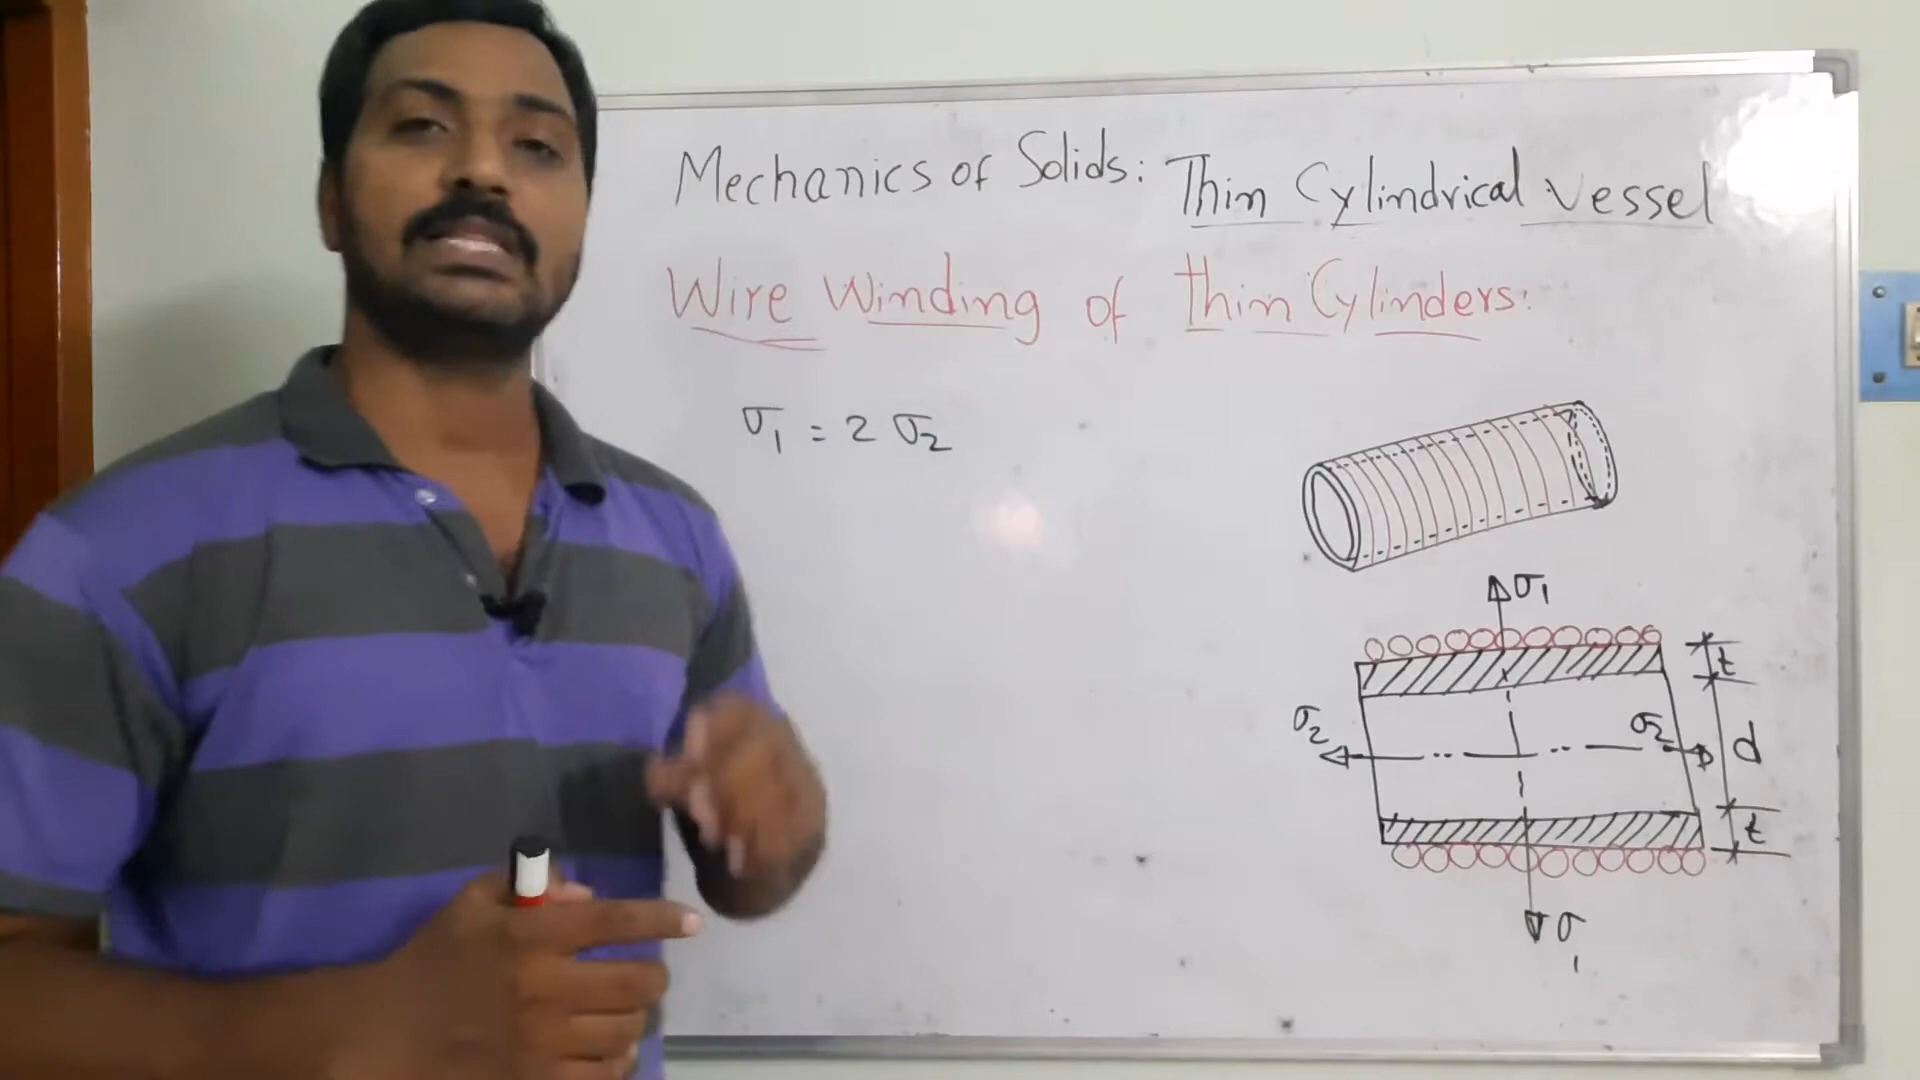 Mechanics of Solids: Thin Cylindrical Vessel
Wire Winding of thin Cylinders:
σ1 = 2 σ2
σ1
t
σ2
σ2
d
t
σ1